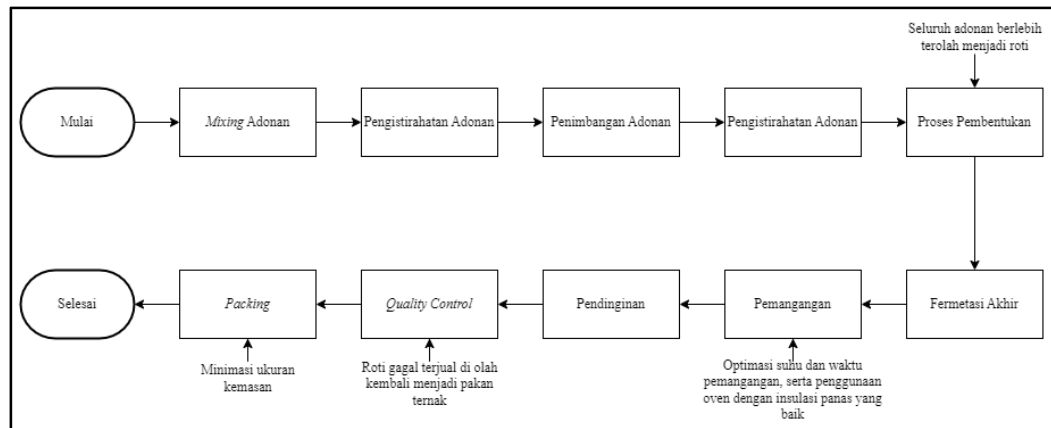 Seluruh adonan berlebih
terolah menjadi roti
Mulai
Mixing Adonan
Pengistirahatan Adonan
Penimbangan Adonan
Pengistirahatan Adonan
Proses Pembentukan
Selesai
Packing
Quality Control
Pendinginan
Pemangangan
Fermetasi Akhir
Minimasi ukuran
kemasan
Roti gagal terjual di olah
kembali menjadi pakan
ternak
Optimasi suhu dan waktu
pemangangan, serta penggunaan
oven dengan insulasi panas yang
baik